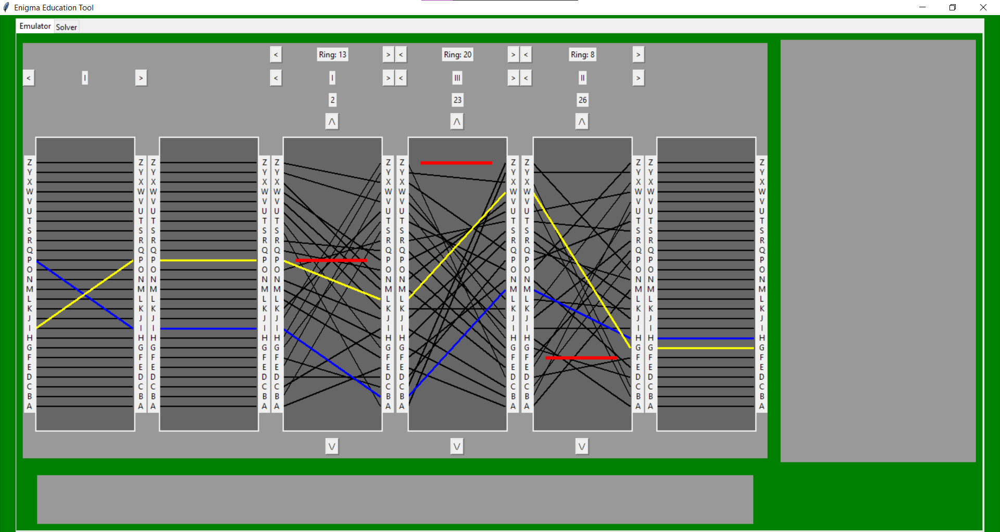 Enigma Education Tool
Emulator Solver
< Ring: 13 > < Ring: 20 > < Ring: 8 >
< I > < I > < III > < II >
2 23 26
/\ /\ /\
Z Z Z Z Z Z Z Z Z Z Z Z
Y Y Y Y Y Y Y Y Y Y Y Y
X X X X X X X X X X X X
W W W W W W W W W W W W
V V V V V V V V V V V V
U U U U U U U U U U U U
T T T T T T T T T T T T
S S S S S S S S S S S S
R R R R R R R R R R R R
Q Q Q Q Q Q Q Q Q Q Q Q
P P P P P P P P P P P P
O O O O O O O O O O O O
N N N N N N N N N N N N
M M M M M M M M M M M M
L L L L L L L L L L L L
K K K K K K K K K K K K
J J J J J J J J J J J J
I I I I I I I I I I I I
H H H H H H H H H H H H
G G G G G G G G G G G G
F F F F F F F F F F F F
E E E E E E E E E E E E
D D D D D D D D D D D D
C C C C C C C C C C C C
B B B B B B B B B B B B
A A A A A A A A A A A A
\/ \/ \/